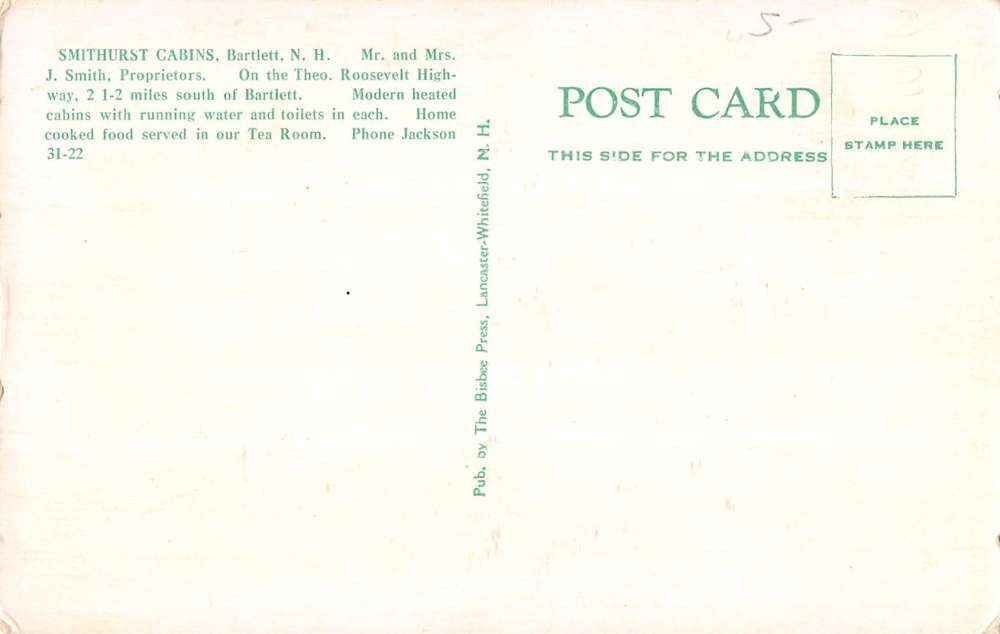 SMITHURST CABINS, Bartlett, N. H. Mr. and Mrs.
J. Smith, Proprietors. On the Theo. Roosevelt High-
way, 2 1-2 miles south of Bartlett. Modern heated
cabins with running water and toilets in each. Home
cooked food served in our Tea Room. Phone Jackson
31-22
Pub. by The Bisbee Press, Lancaster-Whitefield, N. H.
5-
POST CARD
THIS SIDE FOR THE ADDRESS
PLACE
STAMP HERE